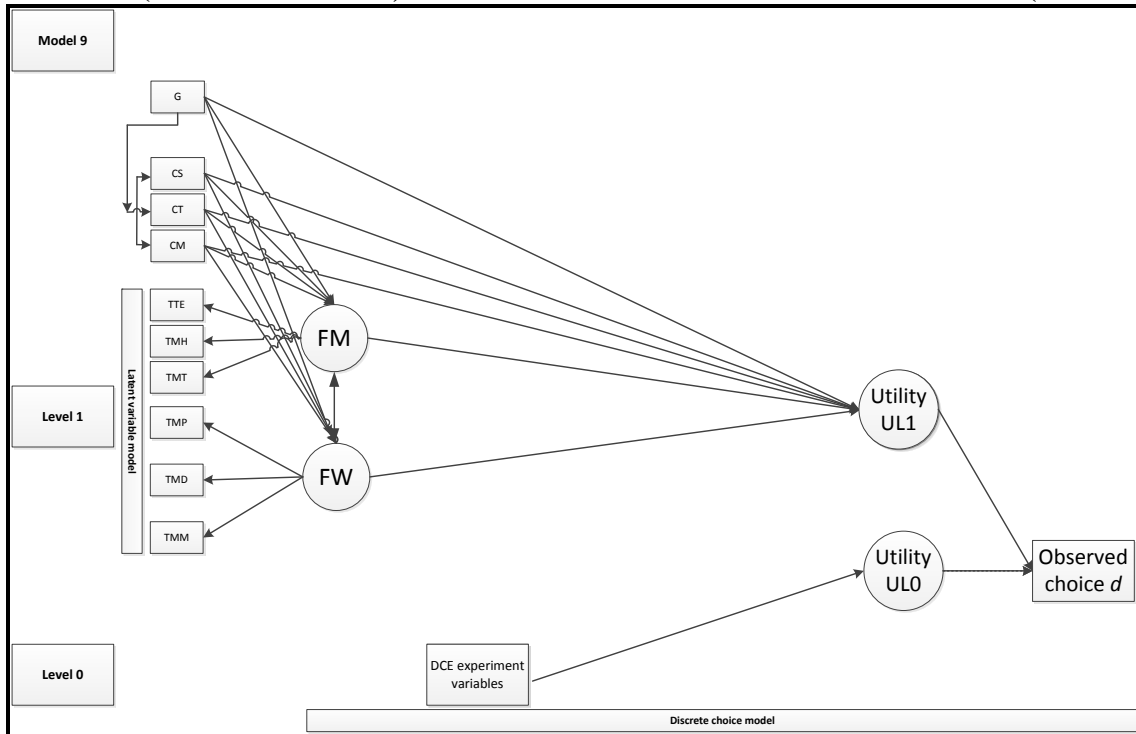 Model 9
G
CS
CT
CM
TTE
TMH
TMT
TMP
TMD
TMM
Latent variable model
Level 1
FM
FW
Utility
UL1
Utility
UL0
Observed
choice d
Level 0
DCE experiment
variables
Discrete choice model